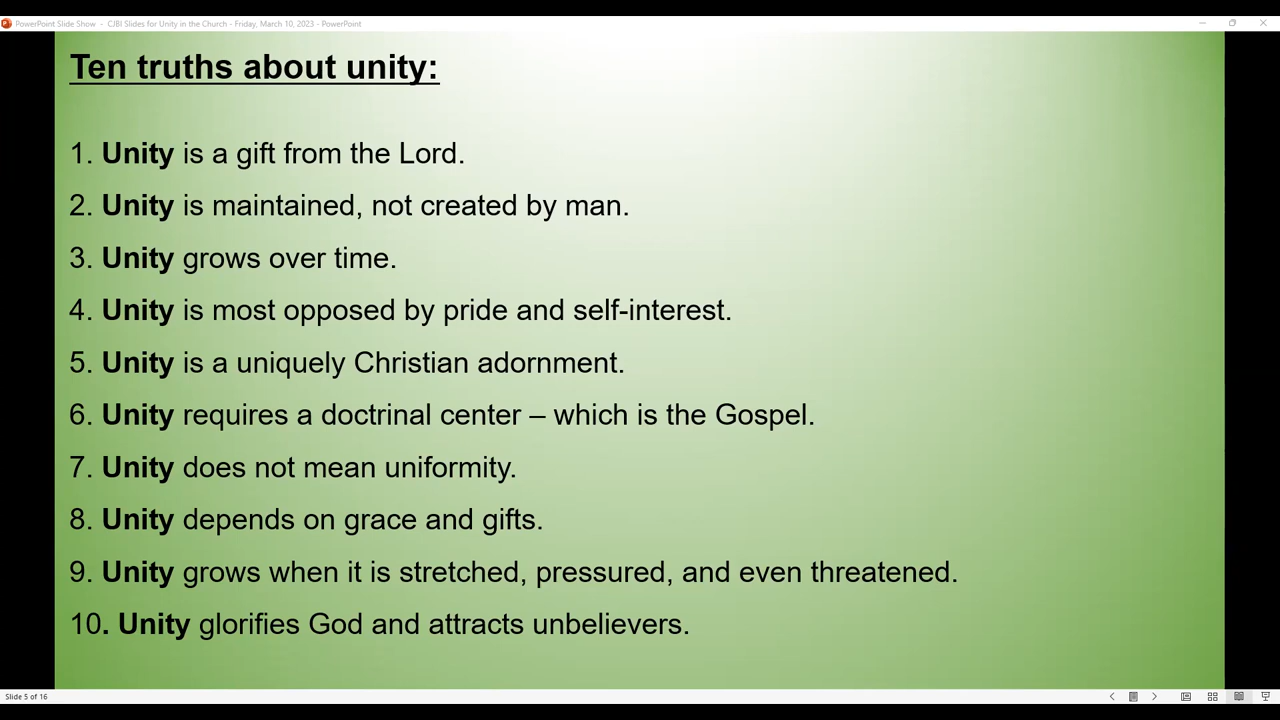 PowerPoint Slide Show - CJBI Slides for Unity in the Church - Friday, March 10, 2023 - PowerPoint
Ten truths about unity:
1. Unity is a gift from the Lord.
2. Unity is maintained, not created by man.
3. Unity grows over time.
4. Unity is most opposed by pride and self-interest.
5. Unity is a uniquely Christian adornment.
6. Unity requires a doctrinal center – which is the Gospel.
7. Unity does not mean uniformity.
8. Unity depends on grace and gifts.
9. Unity grows when it is stretched, pressured, and even threatened.
10. Unity glorifies God and attracts unbelievers.
Slide 5 of 16